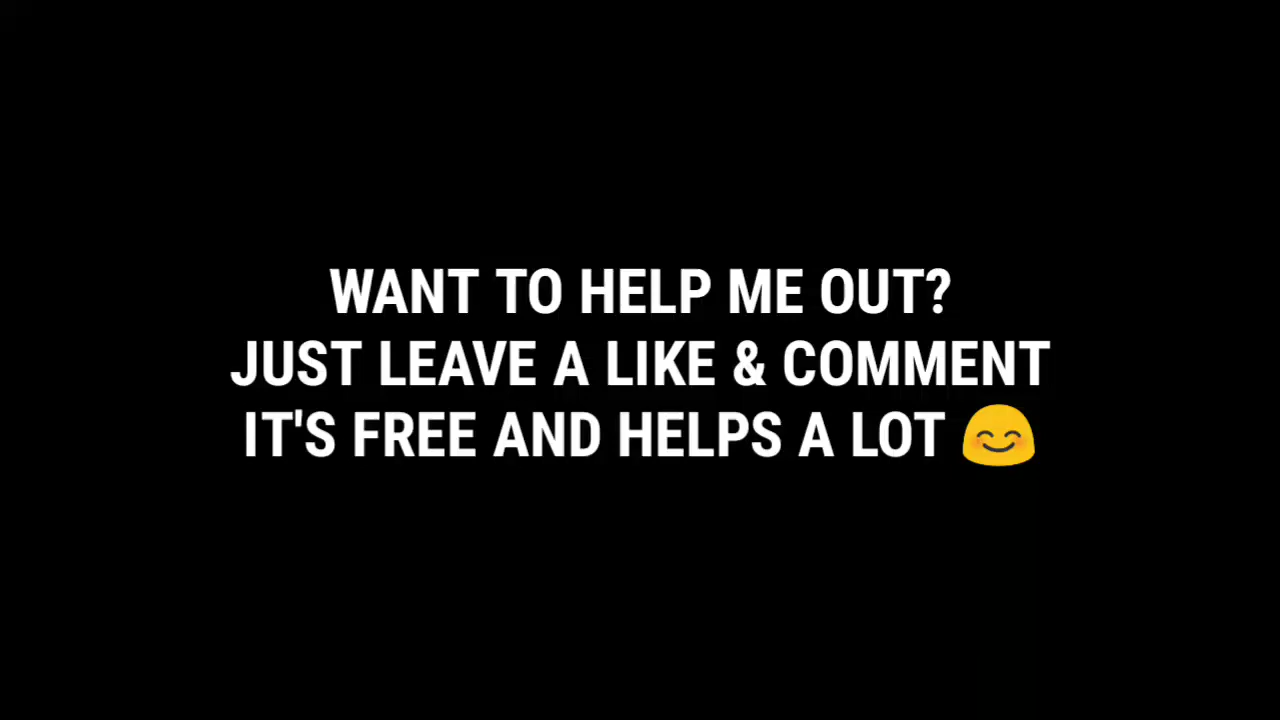 WANT TO HELP ME OUT?
JUST LEAVE A LIKE & COMMENT
IT'S FREE AND HELPS A LOT 😊